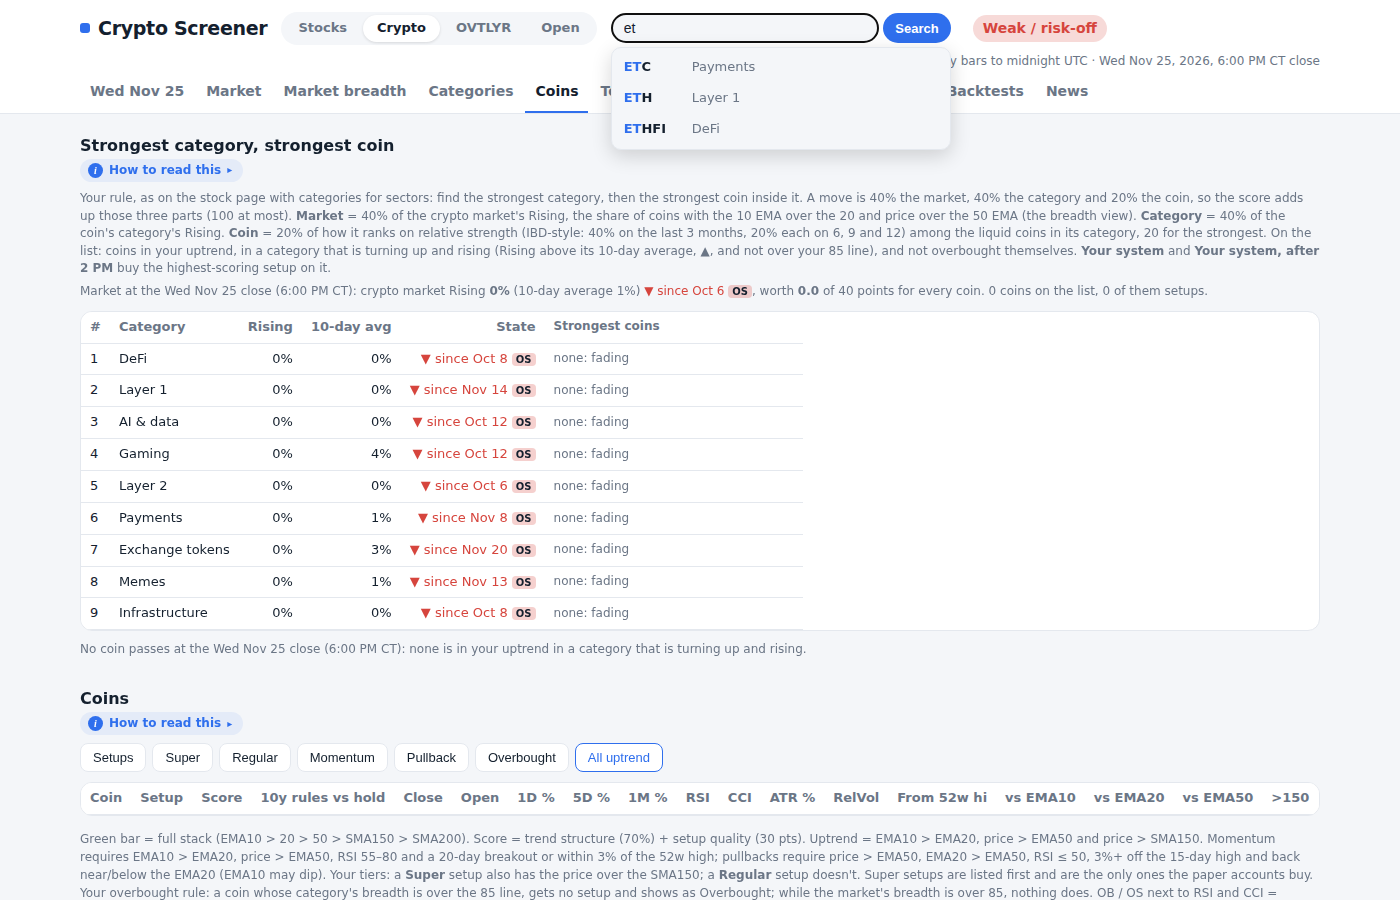 Crypto Screener
Stocks Crypto OVTLYR Open
et
Search
Weak / risk-off
ETC Payments
ETH Layer 1
ETHFI DeFi
bars to midnight UTC · Wed Nov 25, 2026, 6:00 PM CT close
Wed Nov 25 Market Market breadth Categories Coins Backtests News
Strongest category, strongest coin
i How to read this ▸
Your rule, as on the stock page with categories for sectors: find the strongest category, then the strongest coin inside it. A move is 40% the market, 40% the category and 20% the coin, so the score adds
up those three parts (100 at most). Market = 40% of the crypto market's Rising, the share of coins with the 10 EMA over the 20 and price over the 50 EMA (the breadth view). Category = 40% of the
coin's category's Rising. Coin = 20% of how it ranks on relative strength (IBD-style: 40% on the last 3 months, 20% each on 6, 9 and 12) among the liquid coins in its category, 20 for the strongest. On the
list: coins in your uptrend, in a category that is turning up and rising (Rising above its 10-day average, ▲, and not over your 85 line), and not overbought themselves. Your system and Your system, after
2 PM buy the highest-scoring setup on it.
Market at the Wed Nov 25 close (6:00 PM CT): crypto market Rising 0% (10-day average 1%) ▼ since Oct 6 OS, worth 0.0 of 40 points for every coin. 0 coins on the list, 0 of them setups.
# Category Rising 10-day avg State Strongest coins
1 DeFi 0% 0% ▼ since Oct 8 OS none: fading
2 Layer 1 0% 0% ▼ since Nov 14 OS none: fading
3 AI & data 0% 0% ▼ since Oct 12 OS none: fading
4 Gaming 0% 4% ▼ since Oct 12 OS none: fading
5 Layer 2 0% 0% ▼ since Oct 6 OS none: fading
6 Payments 0% 1% ▼ since Nov 8 OS none: fading
7 Exchange tokens 0% 3% ▼ since Nov 20 OS none: fading
8 Memes 0% 1% ▼ since Nov 13 OS none: fading
9 Infrastructure 0% 0% ▼ since Oct 8 OS none: fading
No coin passes at the Wed Nov 25 close (6:00 PM CT): none is in your uptrend in a category that is turning up and rising.
Coins
i How to read this ▸
Setups Super Regular Momentum Pullback Overbought All uptrend
Coin Setup Score 10y rules vs hold Close Open 1D % 5D % 1M % RSI CCI ATR % RelVol From 52w hi vs EMA10 vs EMA20 vs EMA50 >150
Green bar = full stack (EMA10 > 20 > 50 > SMA150 > SMA200). Score = trend structure (70%) + setup quality (30 pts). Uptrend = EMA10 > EMA20, price > EMA50 and price > SMA150. Momentum
requires EMA10 > EMA20, price > EMA50, RSI 55–80 and a 20-day breakout or within 3% of the 52w high; pullbacks require price > EMA50, EMA20 > EMA50, RSI ≤ 50, 3%+ off the 15-day high and back
near/below the EMA20 (EMA10 may dip). Your tiers: a Super setup also has the price over the SMA150; a Regular setup doesn't. Super setups are listed first and are the only ones the paper accounts buy.
Your overbought rule: a coin whose category's breadth is over the 85 line, gets no setup and shows as Overbought; while the market's breadth is over 85, nothing does. OB / OS next to RSI and CCI =